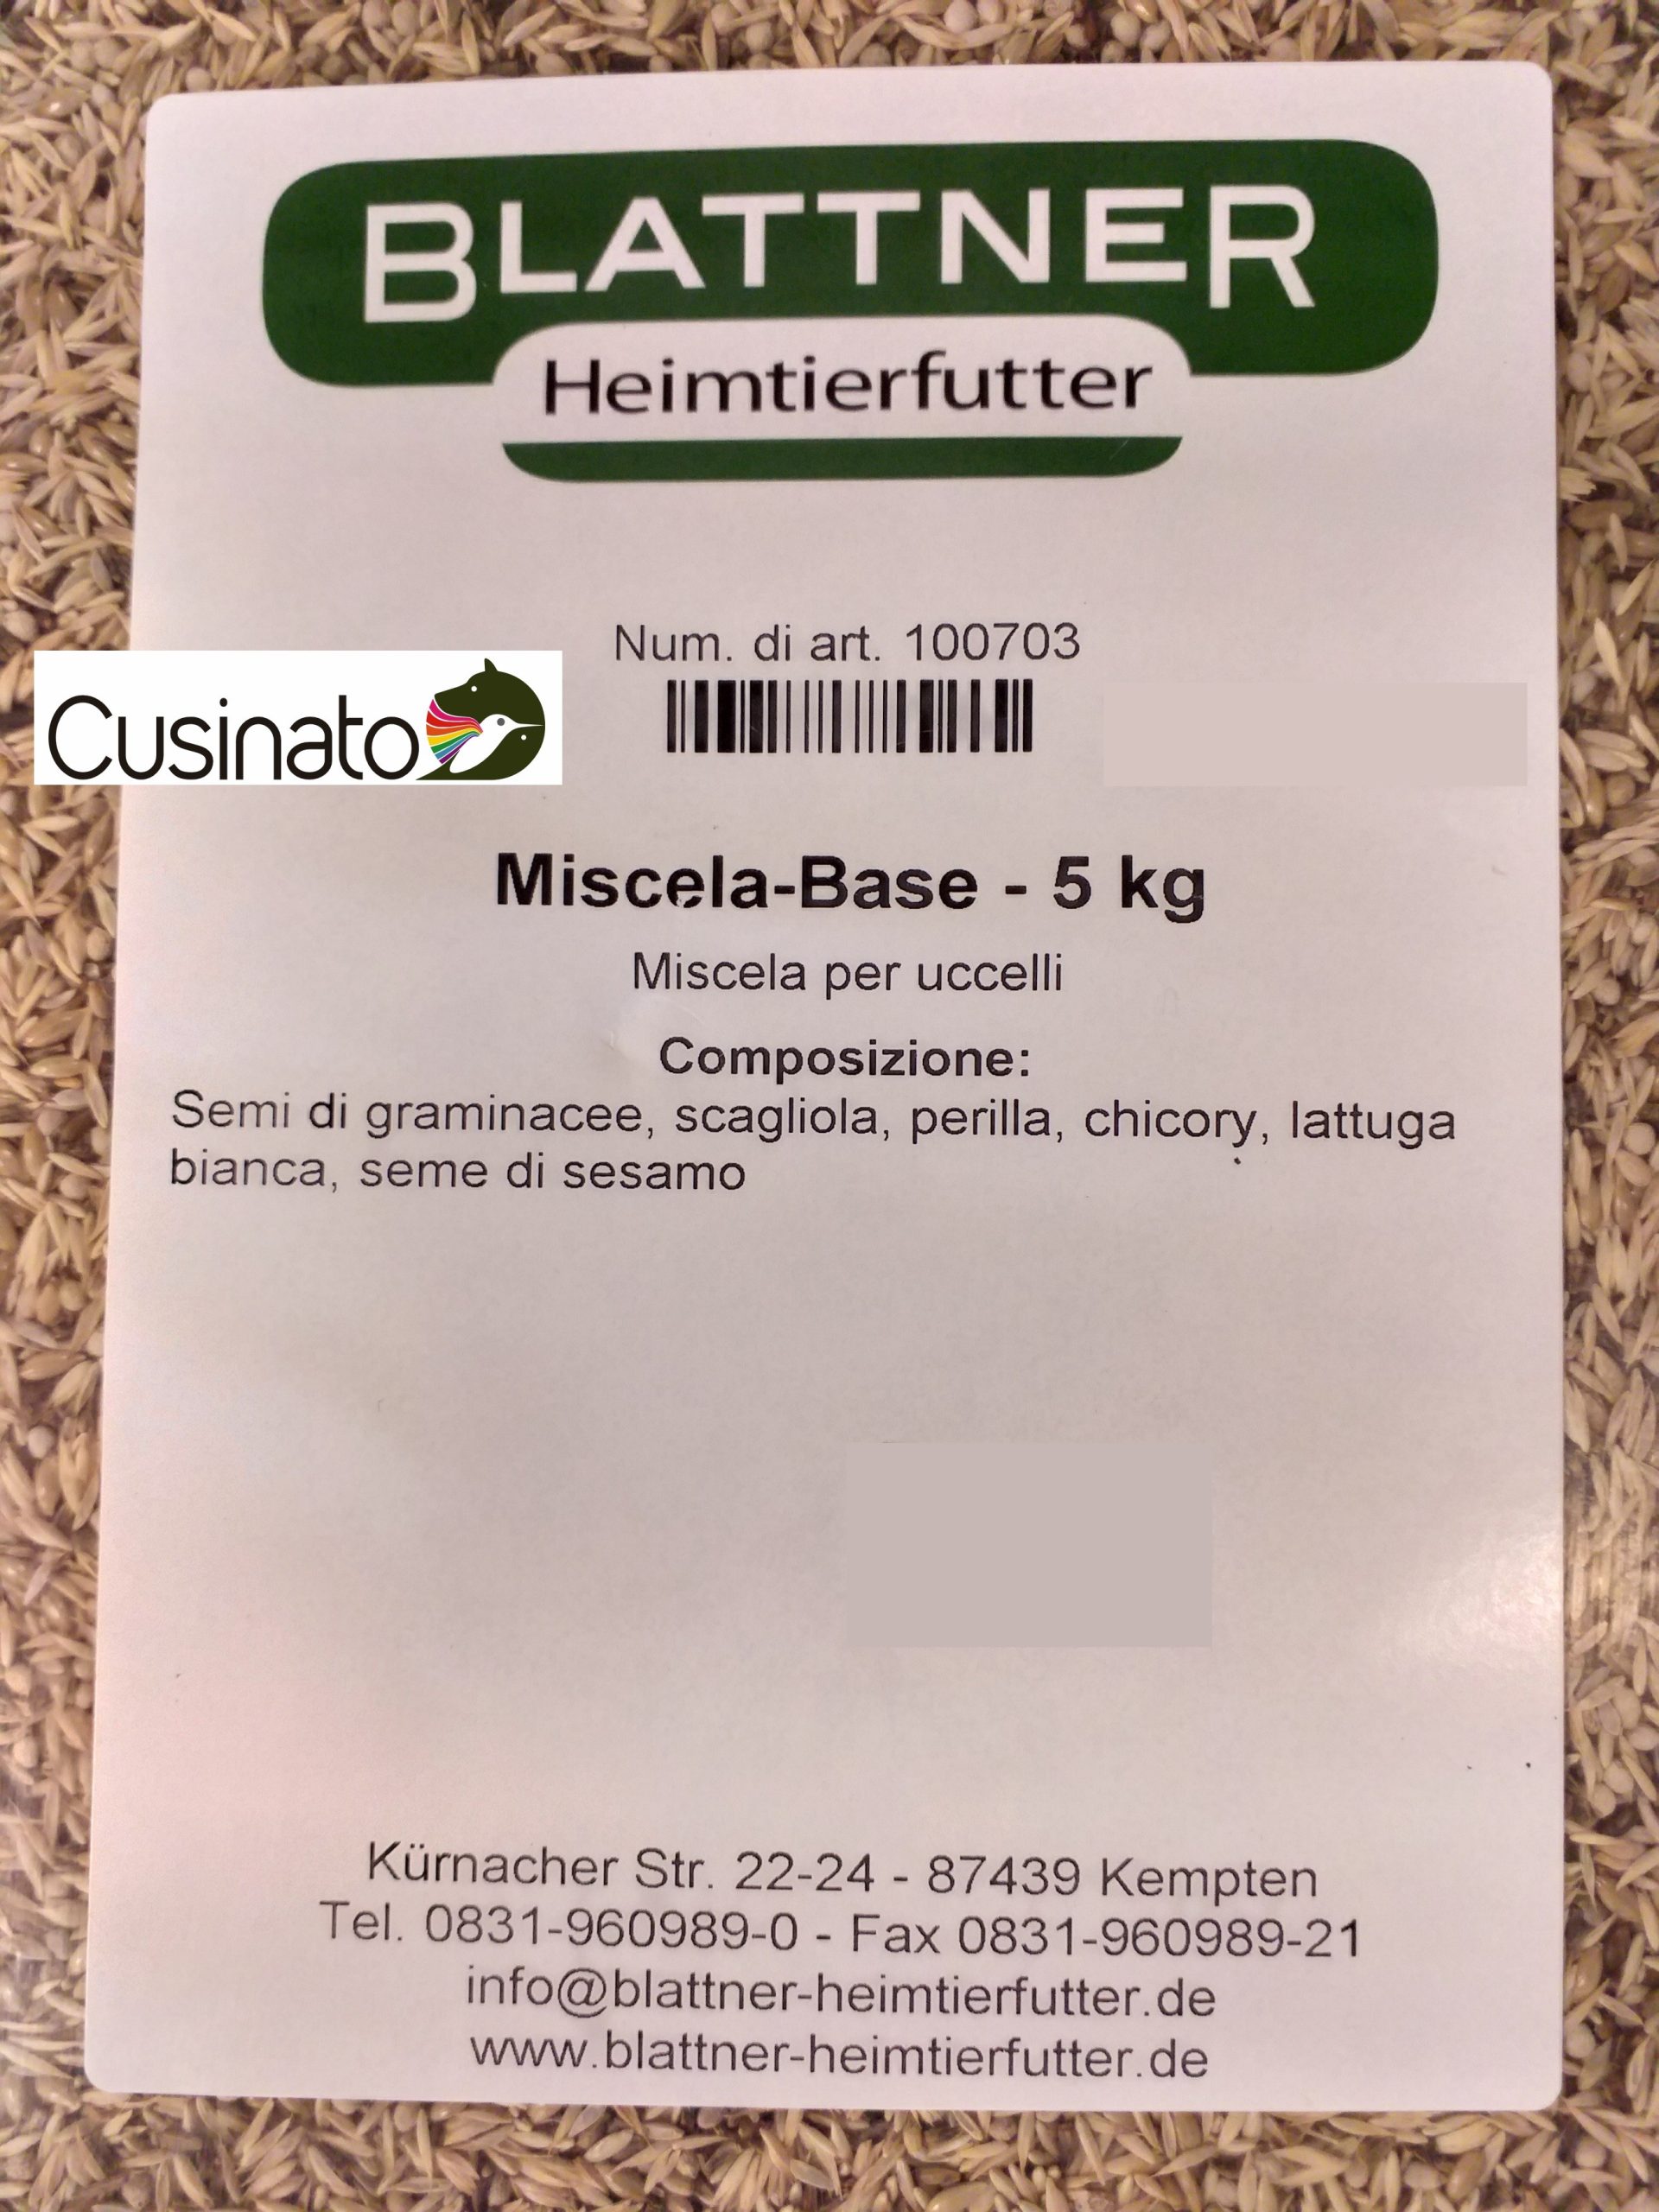 BLATTNER
Heimtierfutter
Num. di art. 100703
Cusinato
Miscela-Base - 5 kg
Miscela per uccelli
Composizione:
Semi di graminacee, scagliola, perilla, chicory, lattuga
bianca, seme di sesamo
Kürnacher Str. 22-24 - 87439 Kempten
Tel. 0831-960989-0 - Fax 0831-960989-21
info@blattner-heimtierfutter.de
www.blattner-heimtierfutter.de